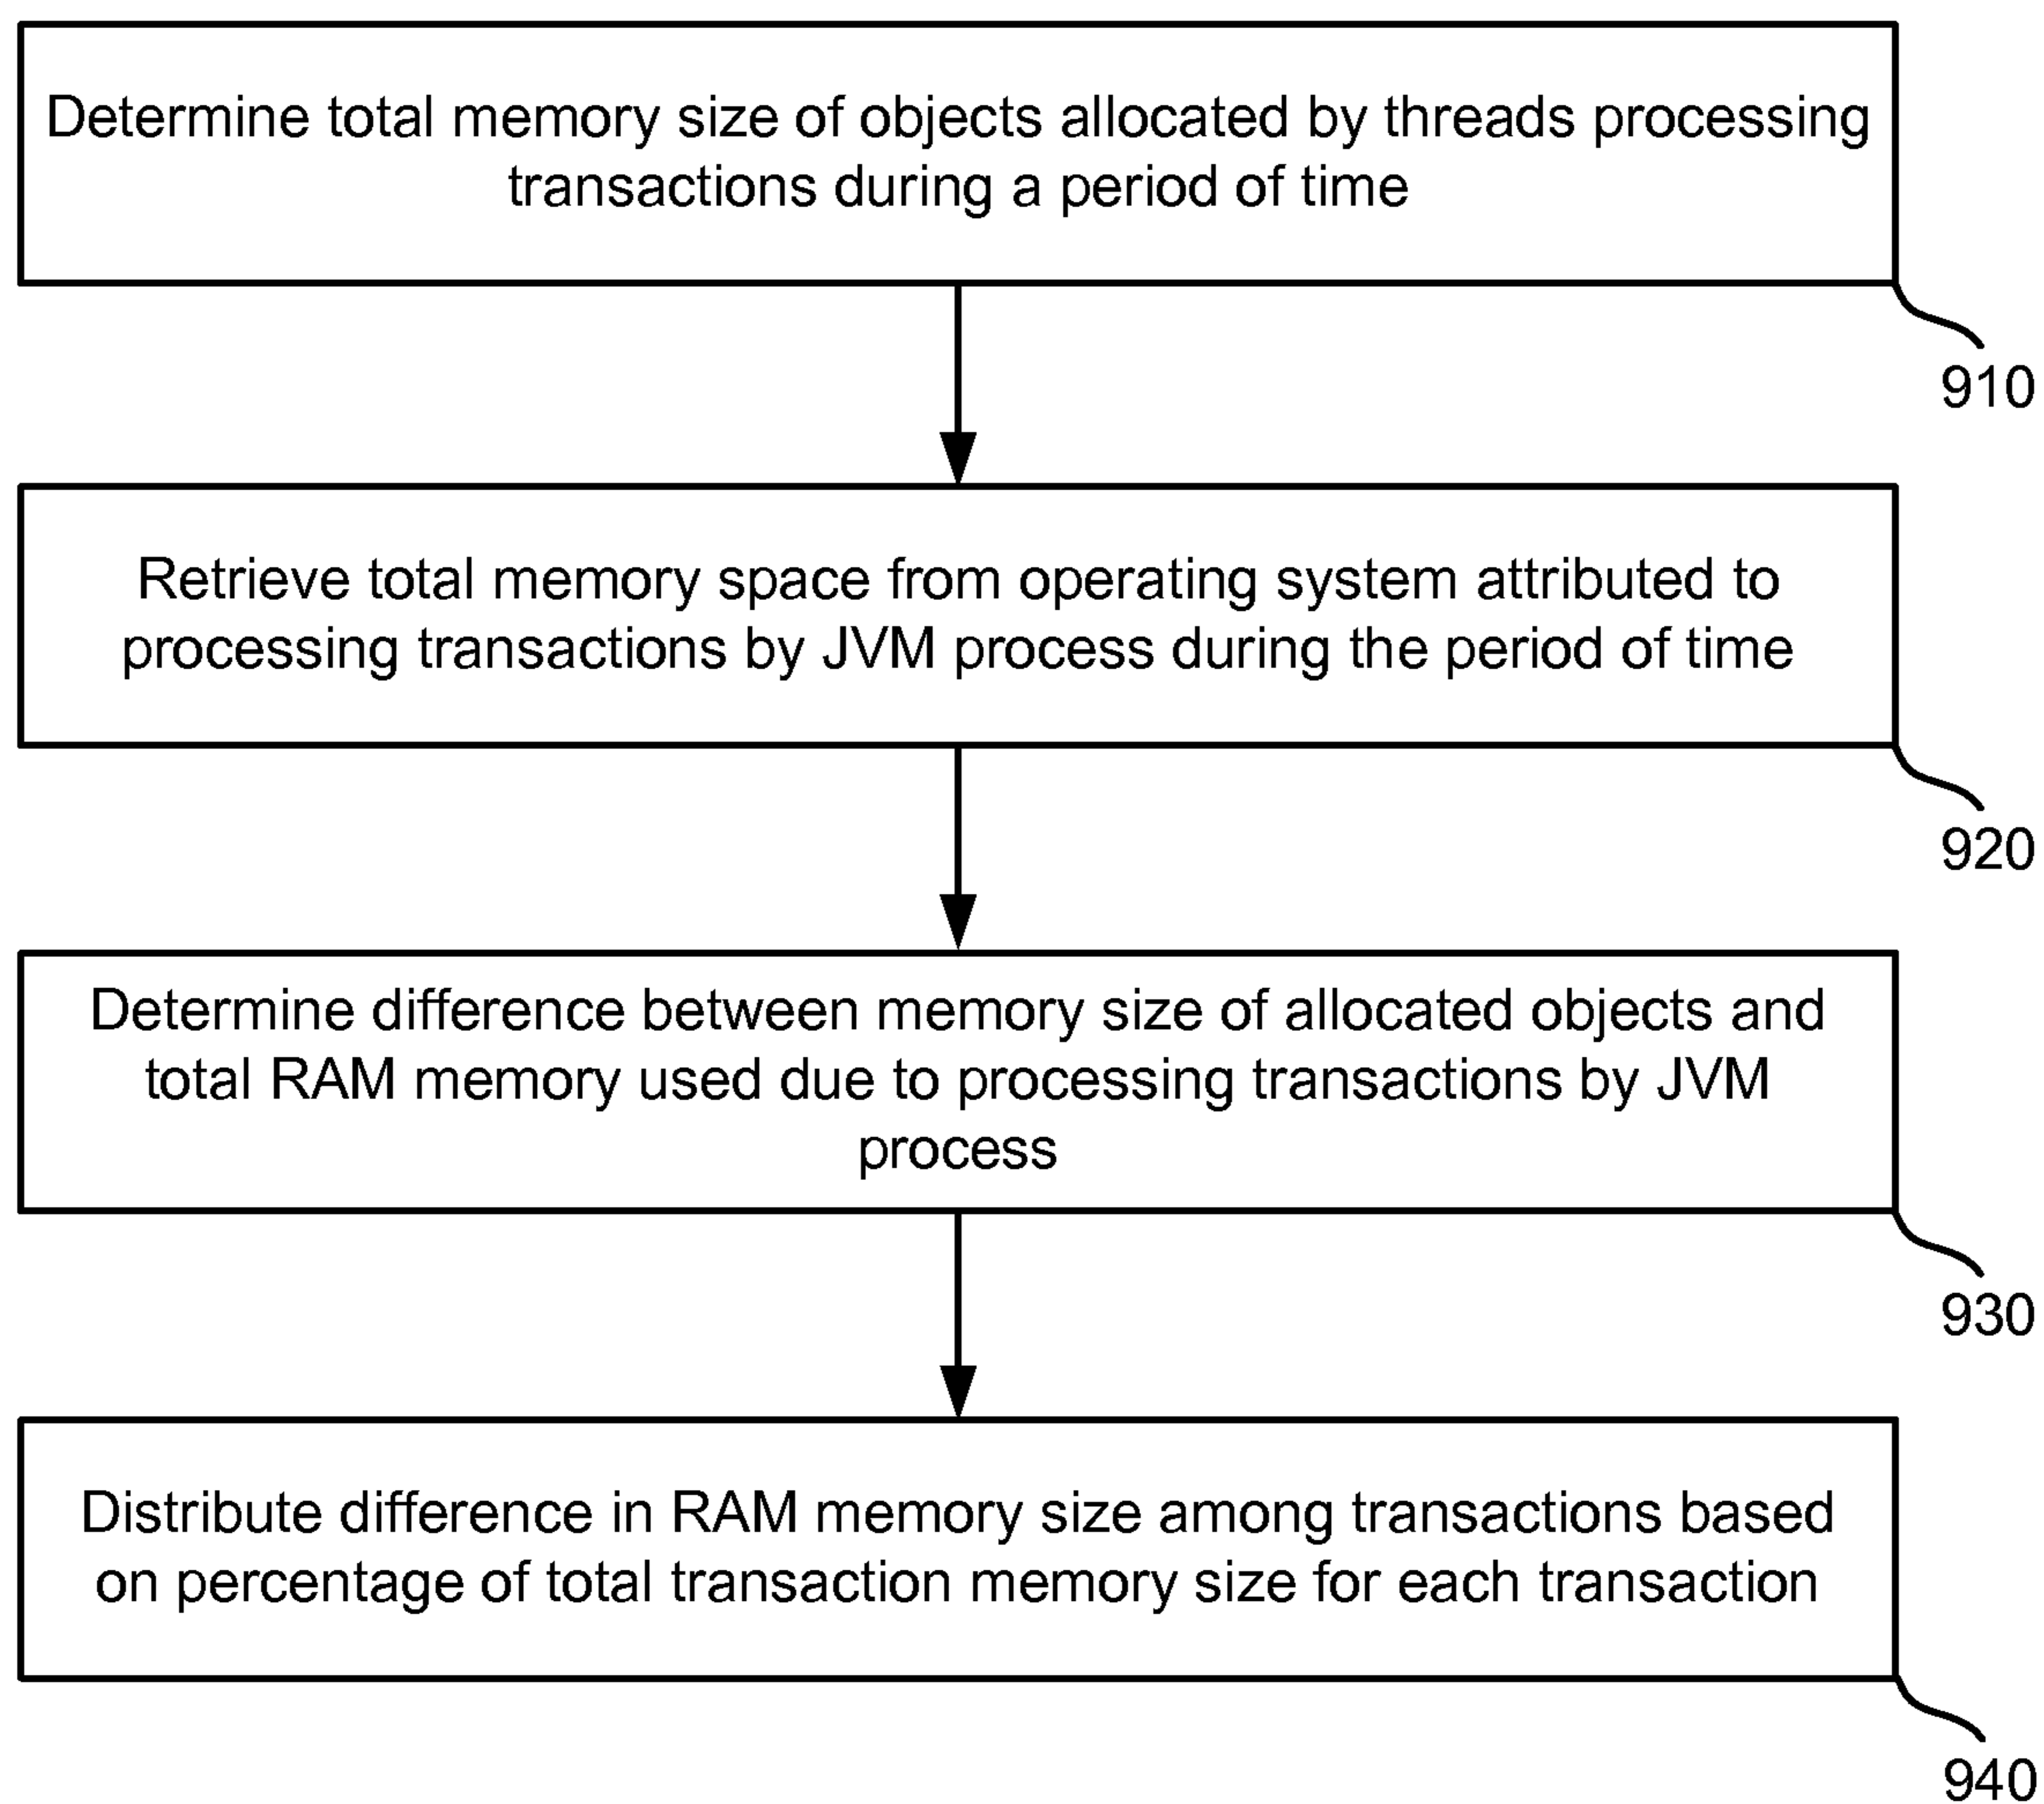 Determine total memory size of objects allocated by threads processing
transactions during a period of time
910
Retrieve total memory space from operating system attributed to
processing transactions by JVM process during the period of time
920
Determine difference between memory size of allocated objects and
total RAM memory used due to processing transactions by JVM
process
930
Distribute difference in RAM memory size among transactions based
on percentage of total transaction memory size for each transaction
940